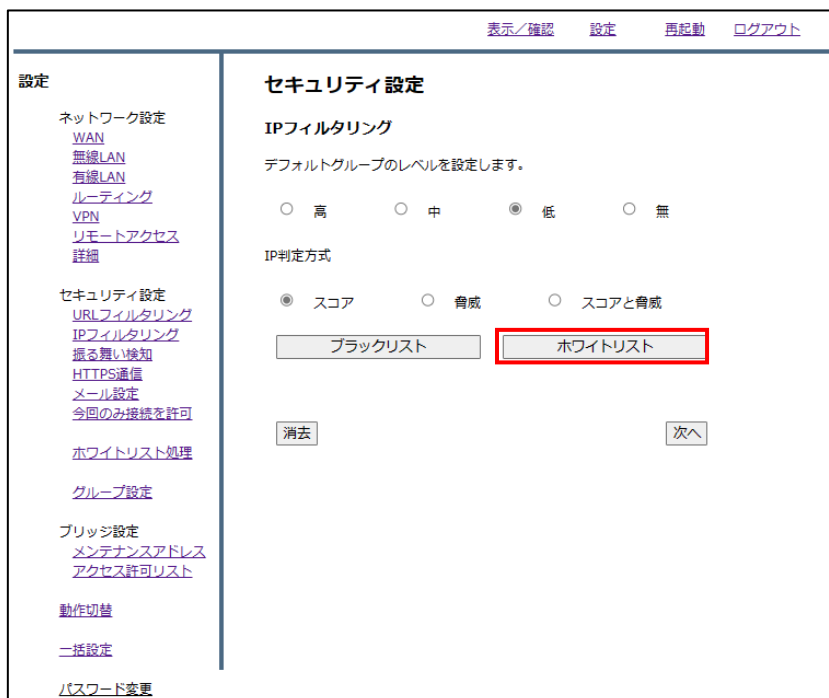 表示／確認 設定 再起動 ログアウト
設定
ネットワーク設定
WAN
無線LAN
有線LAN
ルーティング
VPN
リモートアクセス
詳細
セキュリティ設定
URLフィルタリング
IPフィルタリング
振る舞い検知
HTTPS通信
メール設定
今回のみ接続を許可
ホワイトリスト処理
グループ設定
ブリッジ設定
メンテナンスアドレス
アクセス許可リスト
動作切替
一括設定
パスワード変更
セキュリティ設定
IPフィルタリング
デフォルトグループのレベルを設定します。
高 中 低 無
IP判定方式
スコア 脅威 スコアと脅威
ブラックリスト ホワイトリスト
消去 次へ